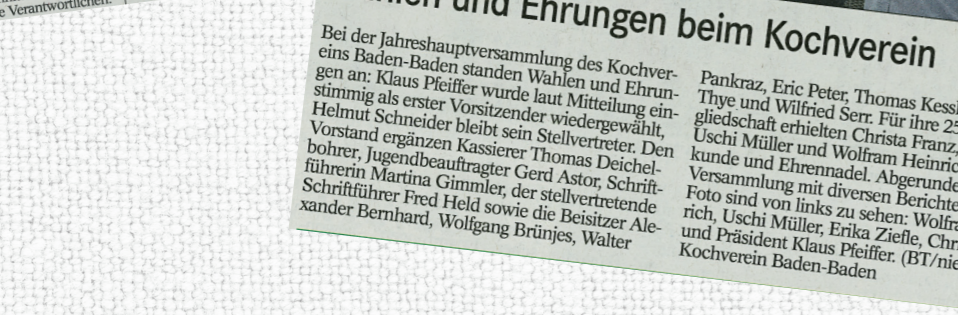 e Verantwortlichen.
und Ehrungen beim Kochverein
Bei der Jahreshauptversammlung des Kochver-
eins Baden-Baden standen Wahlen und Ehrun-
gen an: Klaus Pfeiffer wurde laut Mitteilung ein-
stimmig als erster Vorsitzender wiedergewählt,
Helmut Schneider bleibt sein Stellvertreter. Den
Vorstand ergänzen Kassierer Thomas Deichel-
bohrer, Jugendbeauftragter Gerd Astor, Schrift-
führerin Martina Gimmler, der stellvertretende
Schriftführer Fred Held sowie die Beisitzer Ale-
xander Bernhard, Wolfgang Brünjes, Walter
Pankraz, Eric Peter, Thomas Kessl
Thye und Wilfried Serr. Für ihre 25
gliedschaft erhielten Christa Franz,
Uschi Müller und Wolfram Heinric
kunde und Ehrennadel. Abgerunde
Versammlung mit diversen Berichte
Foto sind von links zu sehen: Wolfra
rich, Uschi Müller, Erika Ziefle, Chr
und Präsident Klaus Pfeiffer. (BT/nie
Kochverein Baden-Baden